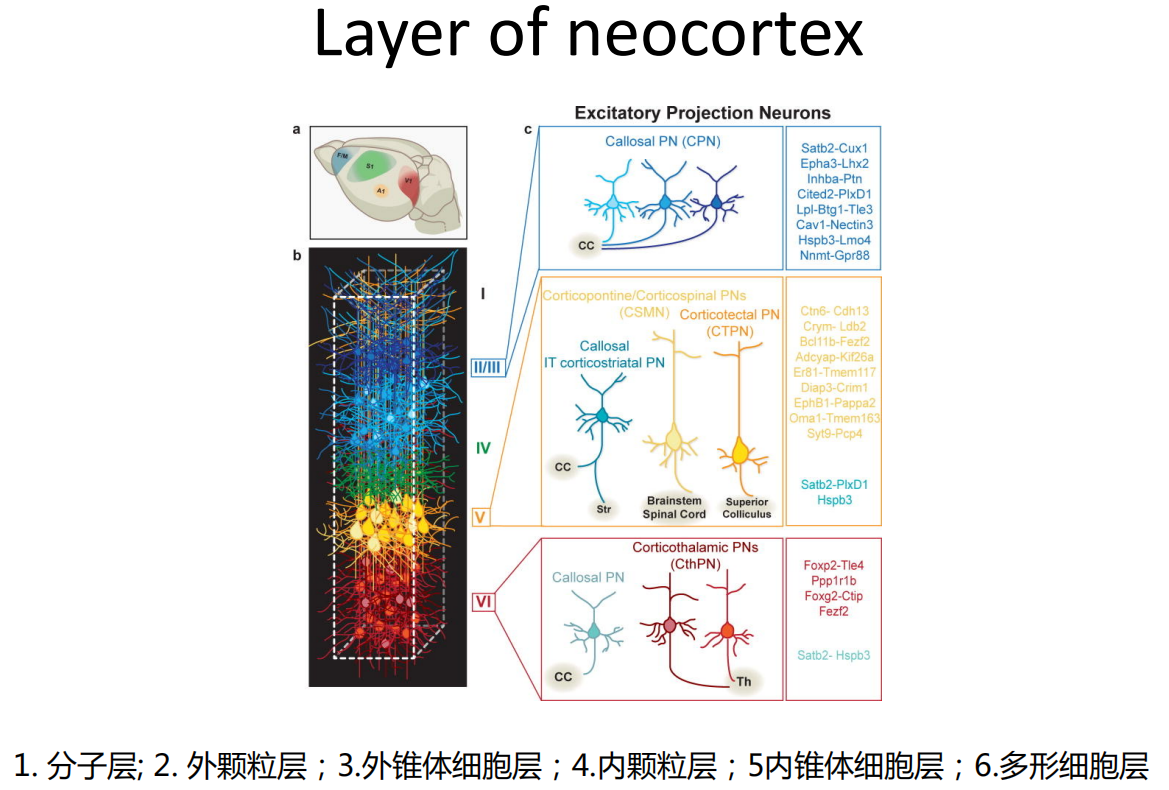 Layer of neocortex
a
F/M
S1
A1
V1
b
I
II/III
IV
V
VI
c
Excitatory Projection Neurons
Callosal PN (CPN)
CC
Satb2-Cux1
Epha3-Lhx2
Inhba-Ptn
Cited2-PlxD1
Lpl-Btg1-Tle3
Cav1-Nectin3
Hspb3-Lmo4
Nnmt-Gpr88
Corticopontine/Corticospinal PNs
(CSMN)
Corticotectal PN
(CTPN)
Callosal
IT corticostriatal PN
CC
Str
Brainstem
Spinal Cord
Superior
Colliculus
Ctn6- Cdh13
Crym- Ldb2
Bcl11b-Fezf2
Adcyap-Kif26a
Er81-Tmem117
Diap3-Crim1
EphB1-Pappa2
Oma1-Tmem163
Syt9-Pcp4
Satb2-PlxD1
Hspb3
Corticothalamic PNs
(CthPN)
Callosal PN
CC
Th
Foxp2-Tle4
Ppp1r1b
Foxg2-Ctip
Fezf2
Satb2- Hspb3
1. 分子层; 2. 外颗粒层；3.外锥体细胞层；4.内颗粒层；5内锥体细胞层；6.多形细胞层